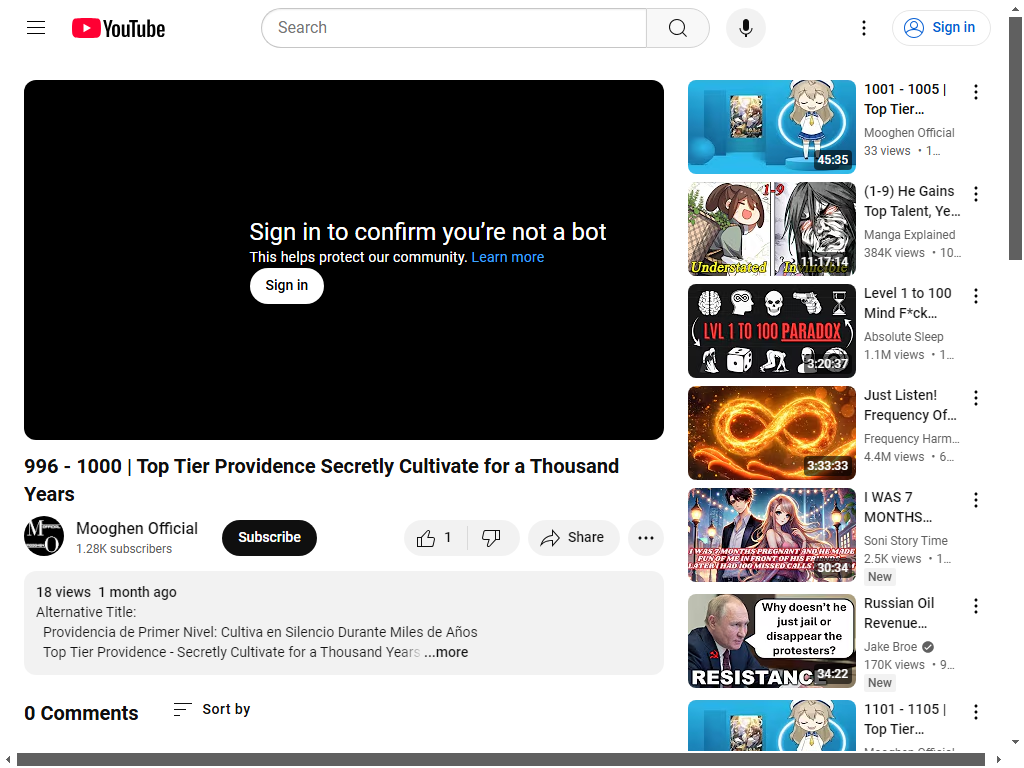 YouTube
Search
Sign in
Sign in to confirm you’re not a bot
This helps protect our community. Learn more
Sign in
996 - 1000 | Top Tier Providence Secretly Cultivate for a Thousand
Years
Mooghen Official
1.28K subscribers
Subscribe
1
Share
18 views 1 month ago
Alternative Title:
Providencia de Primer Nivel: Cultiva en Silencio Durante Miles de Años
Top Tier Providence - Secretly Cultivate for a Thousand Years ...more
0 Comments
Sort by
45:35
1001 - 1005 |
Top Tier…
Mooghen Official
33 views • 1…
1-9
Understated
11:17:14
(1-9) He Gains
Top Talent, Ye…
Manga Explained
384K views • 10…
LVL 1 TO 100 PARADOX
3:20:37
Level 1 to 100
Mind F*ck…
Absolute Sleep
1.1M views • 1…
3:33:33
Just Listen!
Frequency Of…
Frequency Harm…
4.4M views • 6…
I WAS 7 MONTHS PREGNANT AND HE MADE
FUN OF ME IN FRONT OF HIS FRIENDS
LATER I HAD 100 MISSED CALLS
30:34
I WAS 7
MONTHS…
Soni Story Time
2.5K views • 1…
New
Why doesn't he
just jail or
disappear the
protesters?
RESISTANC
34:22
Russian Oil
Revenue…
Jake Broe
170K views • 9…
New
1101 - 1105 |
Top Tier…
Mooghen Official